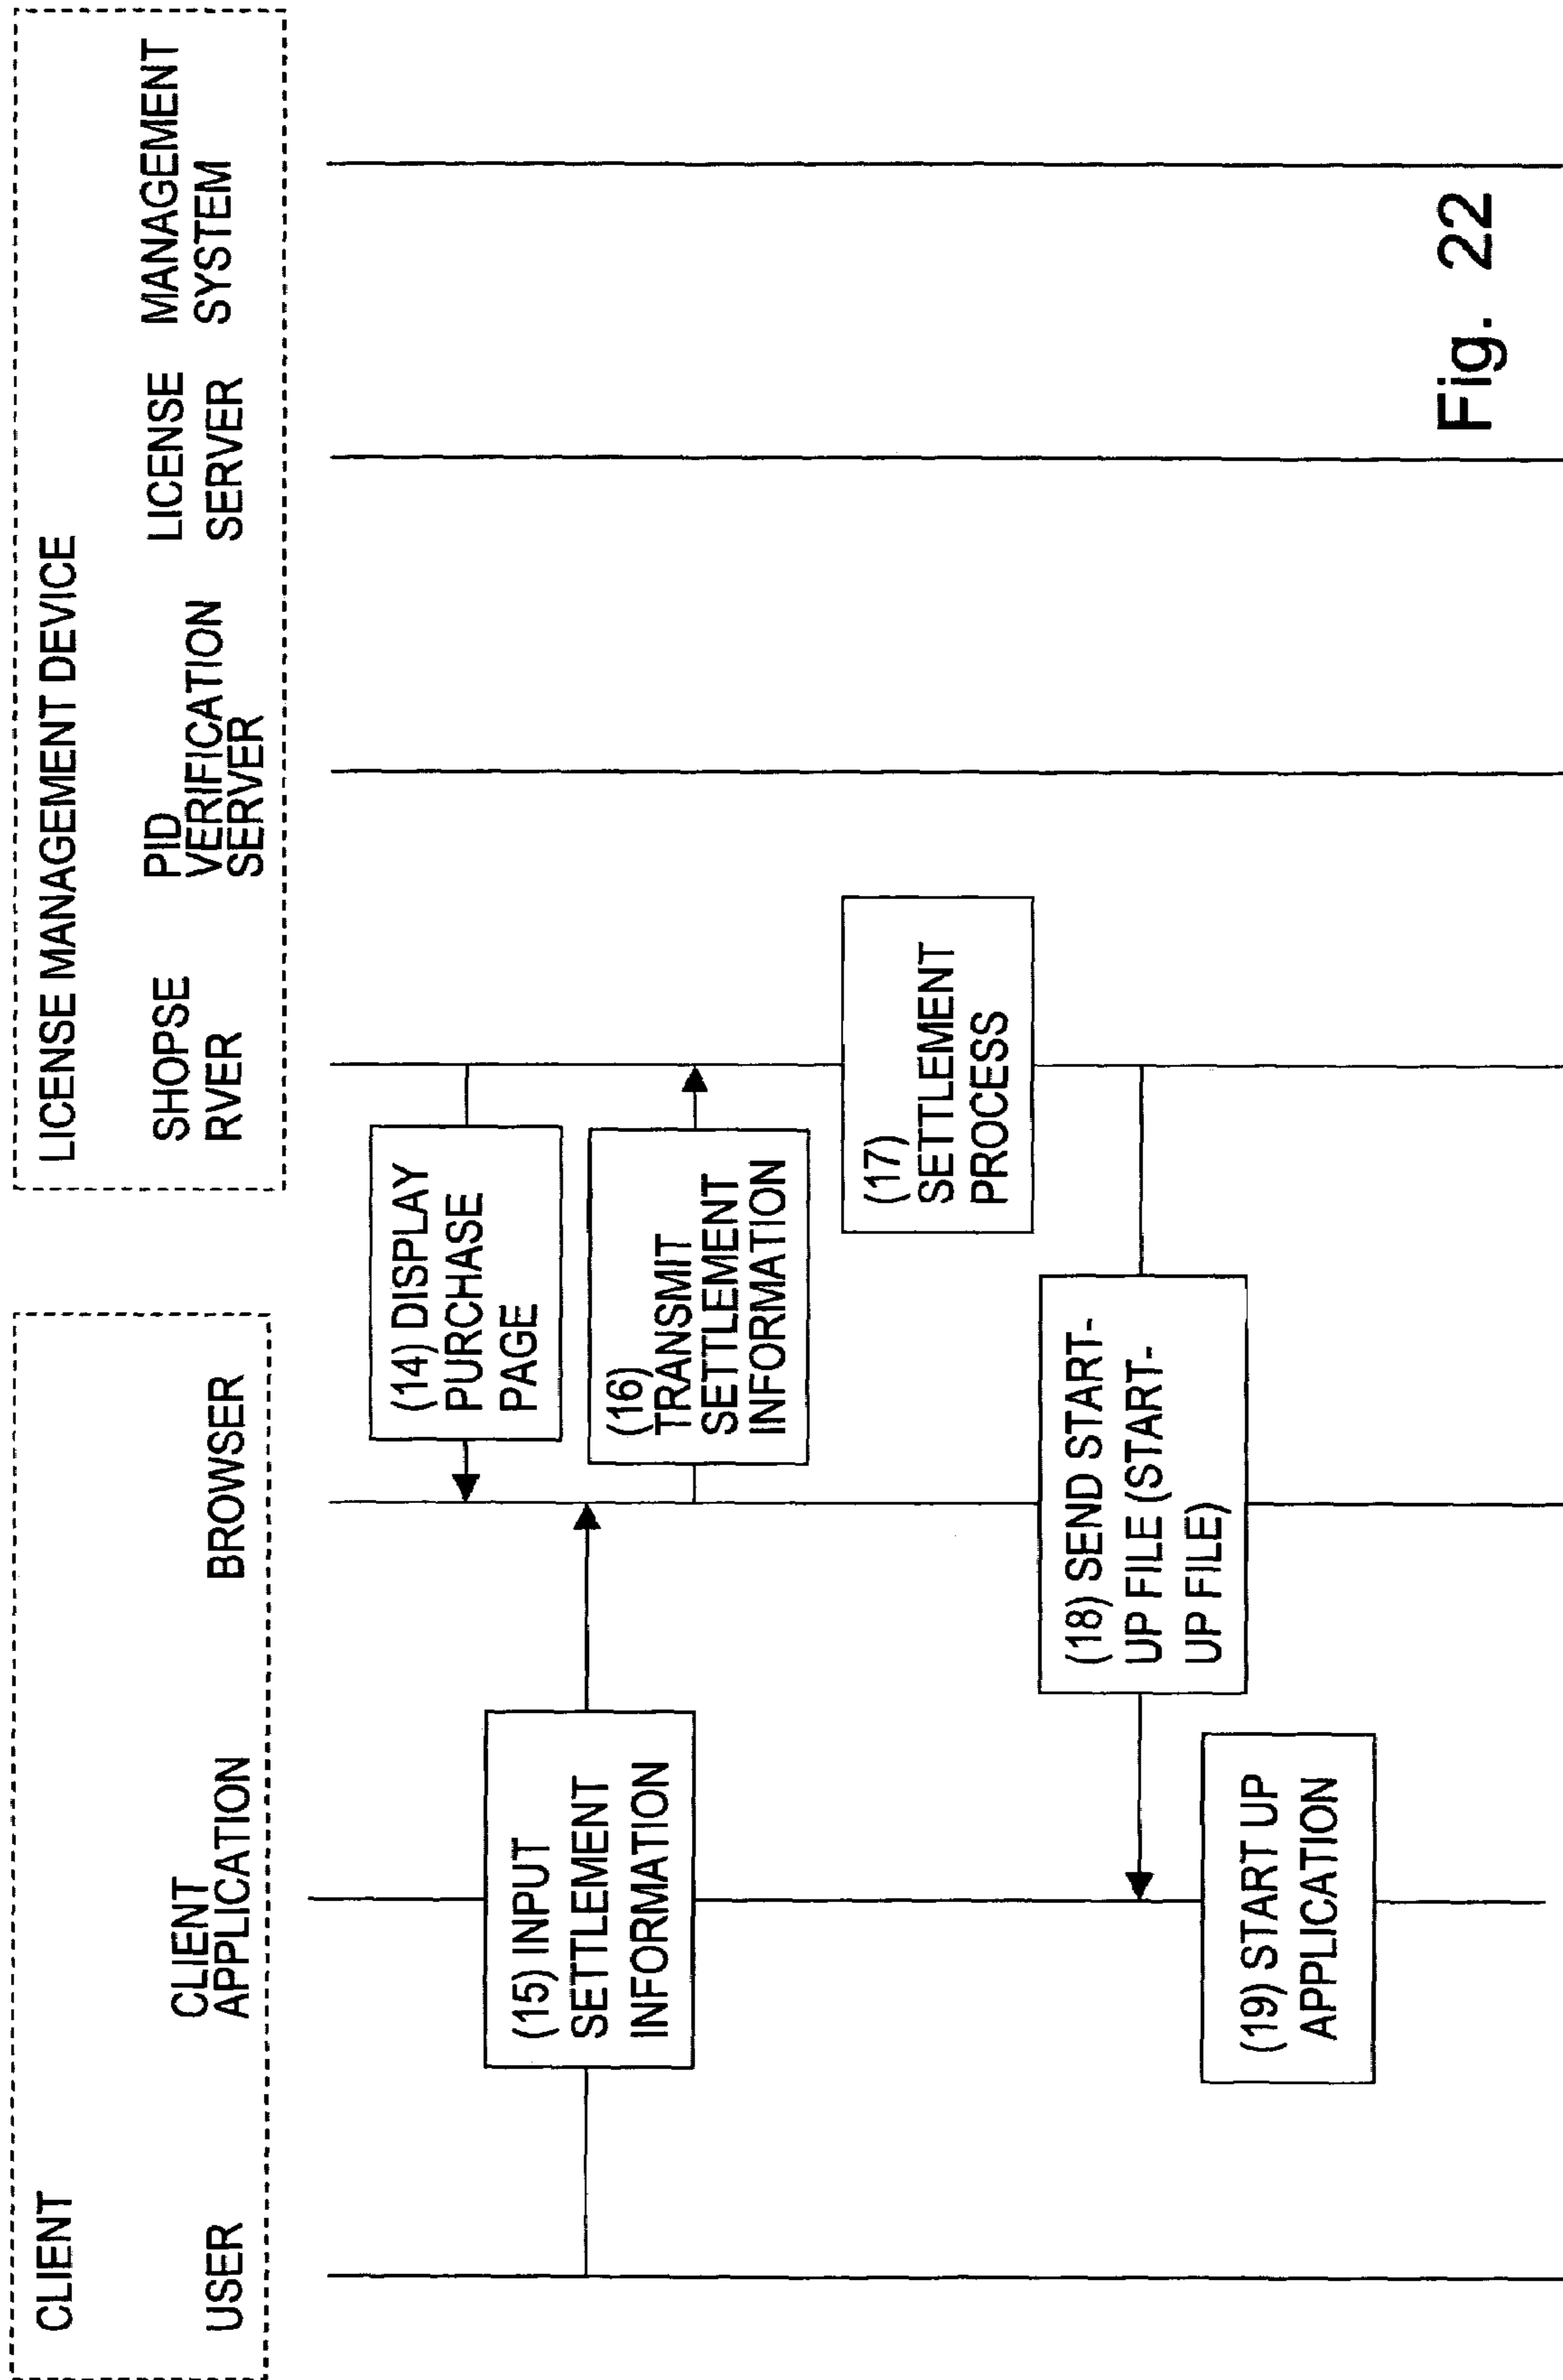 CLIENT
USER
CLIENT
APPLICATION
BROWSER
LICENSE MANAGEMENT DEVICE
SHOPSE
RVER
PID
VERIFICATION
SERVER
LICENSE
SERVER
MANAGEMENT
SYSTEM
(14) DISPLAY
PURCHASE
PAGE
(15) INPUT
SETTLEMENT
INFORMATION
(16)
TRANSMIT
SETTLEMENT
INFORMATION
(17)
SETTLEMENT
PROCESS
(18) SEND START-
UP FILE (START-
UP FILE)
(19) START UP
APPLICATION
Fig. 22